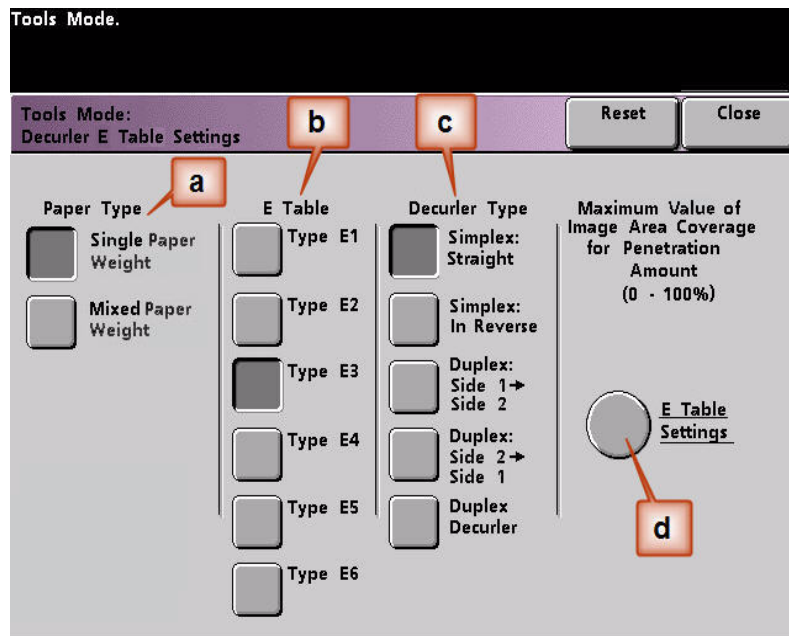 Tools Mode.
Tools Mode:
Decurler E Table Settings
Reset
Close
a
b
c
Paper Type
Single Paper
Weight
Mixed Paper
Weight
E Table
Type E1
Type E2
Type E3
Type E4
Type E5
Type E6
Decurler Type
Simplex:
Straight
Simplex:
In Reverse
Duplex:
Side 1→
Side 2
Duplex:
Side 2→
Side 1
Duplex
Decurler
Maximum Value of
Image Area Coverage
for Penetration
Amount
(0 - 100%)
E Table
Settings
d